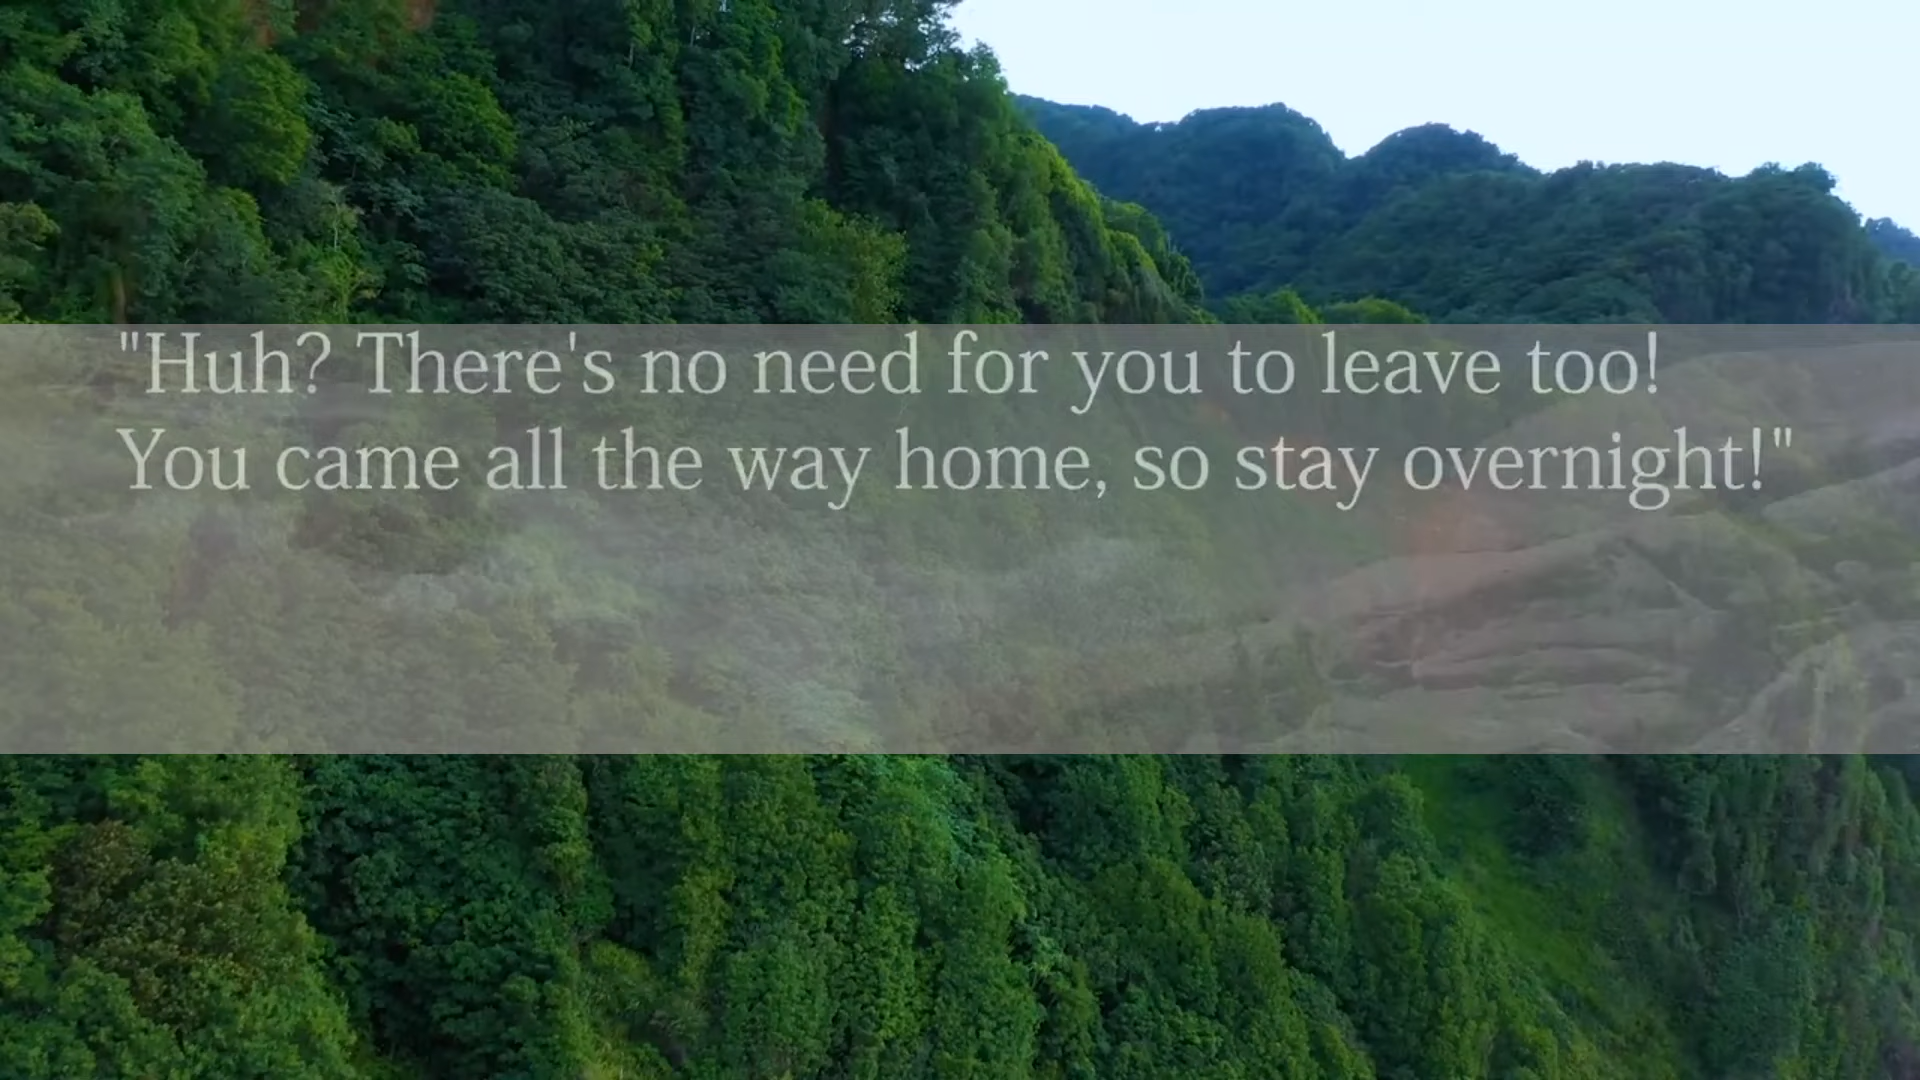 "Huh? There's no need for you to leave too!
You came all the way home, so stay overnight!"